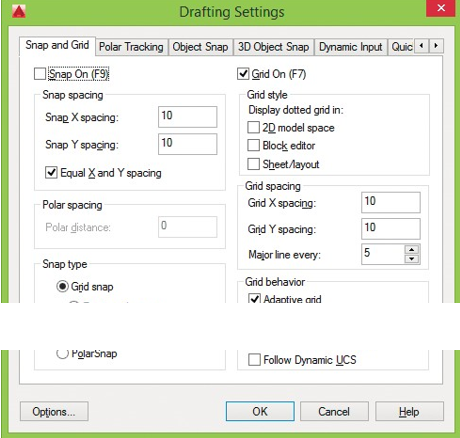 Drafting Settings
Snap and Grid Polar Tracking Object Snap 3D Object Snap Dynamic Input Quic
Snap On (F9)
Grid On (F7)
Snap spacing
Snap X spacing: 10
Snap Y spacing: 10
Equal X and Y spacing
Grid style
Display dotted grid in:
2D model space
Block editor
Sheet/layout
Polar spacing
Polar distance: 0
Grid spacing
Grid X spacing: 10
Grid Y spacing: 10
Major line every: 5
Snap type
Grid snap
PolarSnap
Grid behavior
Adaptive grid
Follow Dynamic UCS
Options... OK Cancel Help